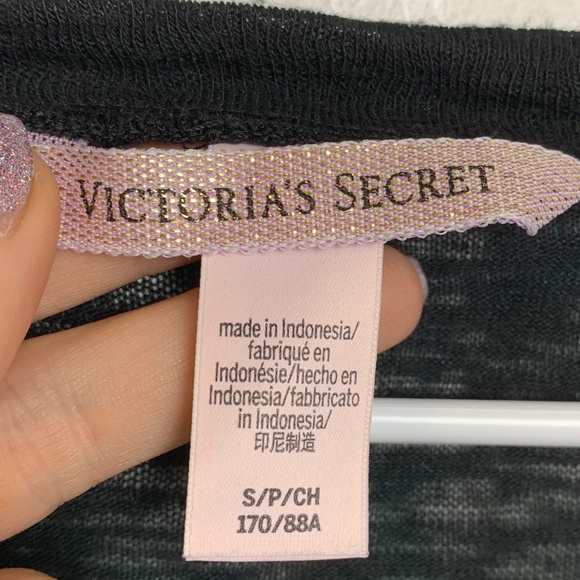 VICTORIA'S SECRET
made in Indonesia/
fabriqué en
Indonésie/hecho en
Indonesia/fabbricato
in Indonesia/
印尼制造
S/P/CH
170/88A